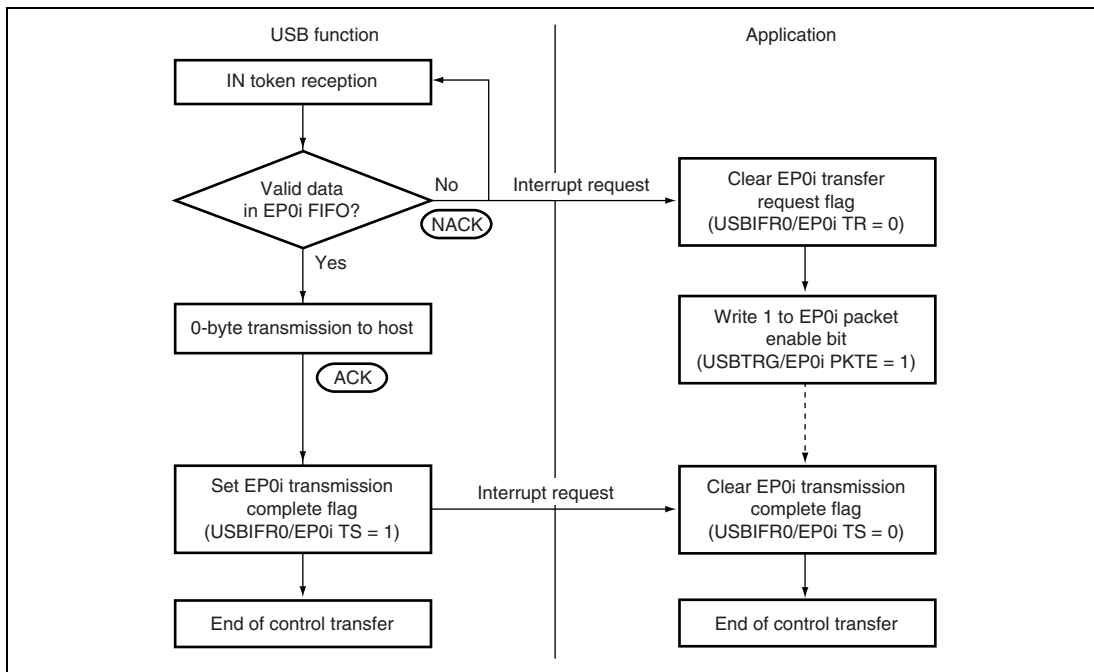 USB function
Application
IN token reception
Valid data
in EP0i FIFO?
No
NACK
Interrupt request
Clear EP0i transfer
request flag
(USBIFR0/EP0i TR = 0)
Yes
0-byte transmission to host
Write 1 to EP0i packet
enable bit
(USBTRG/EP0i PKTE = 1)
ACK
Set EP0i transmission
complete flag
(USBIFR0/EP0i TS = 1)
Interrupt request
Clear EP0i transmission
complete flag
(USBIFR0/EP0i TS = 0)
End of control transfer
End of control transfer